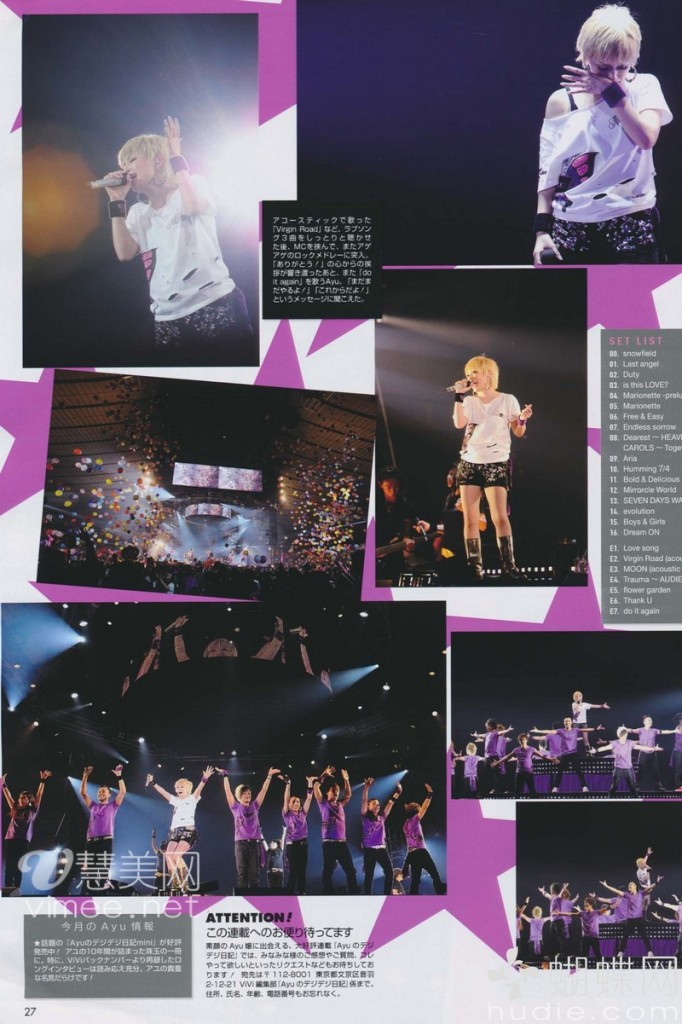 アコースティックで歌った
「Virgin Road」など、ラブソン
グ3曲をしっとりと聴かせ
た後、MCを挟んで、またアゲ
アゲのロックメドレーに突入。
「ありがとう!」の心からの挨
拶が響き渡ったあと、また「do
it again」を歌うAyu。「まだま
だやるよ!」「これからだよ!」
というメッセージに聞こえた。
SET LIST
00. snowfield
01. Last angel
02. Duty
03. is this LOVE?
04. Marionette -prelu
05. Marionette
06. Free & Easy
07. Endless sorrow
08. Dearest ～ HEAVE
CAROLS ～ Toge
09. Aria
10. Humming 7/4
11. Bold & Delicious
12. Mirrorcle World
13. SEVEN DAYS WA
14. evolution
15. Boys & Girls
16. Dream ON
E1. Love song
E2. Virgin Road (acou
E3. MOON (acoustic
E4. Trauma ～ AUDIE
E5. flower garden
E6. Thank U
E7. do it again
慧美网
vimee.net
今月のAyu情報
★話題の「Ayuのデジデジ日記mini」が好評
発売中! アユの10年間が詰まった珠玉の一冊
に。特に、ViViバックナンバーより再録したロ
ングインタビューは読み応え充分。アユの貴重
な名言だらけです!
ATTENTION!
この連載へのお便り待ってます
素顔のAyu嬢に出会える、大好評連載「Ayuのデジ
デジ日記」では、みなみな様のご感想やご質問、コレ
やって欲しいといったリクエストなどもお待ちしてお
ります! 宛先は〒112-8001 東京都文京区音羽
2-12-21 ViVi編集部「Ayuのデジデジ日記」係まで。
住所、氏名、年齢、電話番号もお忘れなく。
蝴蝶网
hudie.com
27